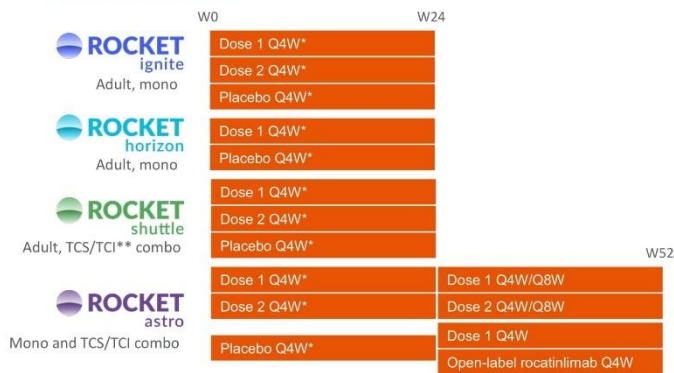 W0
W24
ROCKET
ignite
Adult, mono
Dose 1 Q4W*
Dose 2 Q4W*
Placebo Q4W*
ROCKET
horizon
Adult, mono
Dose 1 Q4W*
Placebo Q4W*
ROCKET
shuttle
Adult, TCS/TCI** combo
Dose 1 Q4W*
Dose 2 Q4W*
Placebo Q4W*
W52
ROCKET
astro
Mono and TCS/TCI combo
Dose 1 Q4W*
Dose 2 Q4W*
Placebo Q4W*
Dose 1 Q4W/Q8W
Dose 2 Q4W/Q8W
Dose 1 Q4W
Open-label rocatinlimab Q4W